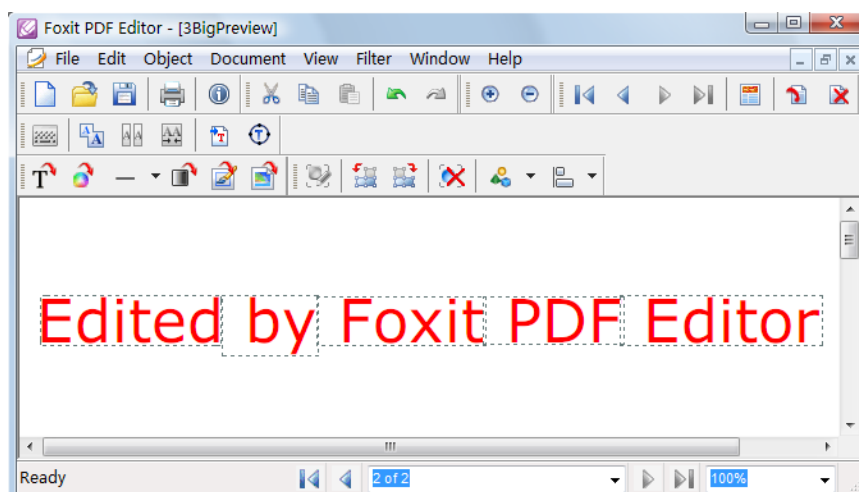 Foxit PDF Editor - [3BigPreview]
File Edit Object Document View Filter Window Help
Edited by Foxit PDF Editor
Ready 2 of 2 100%